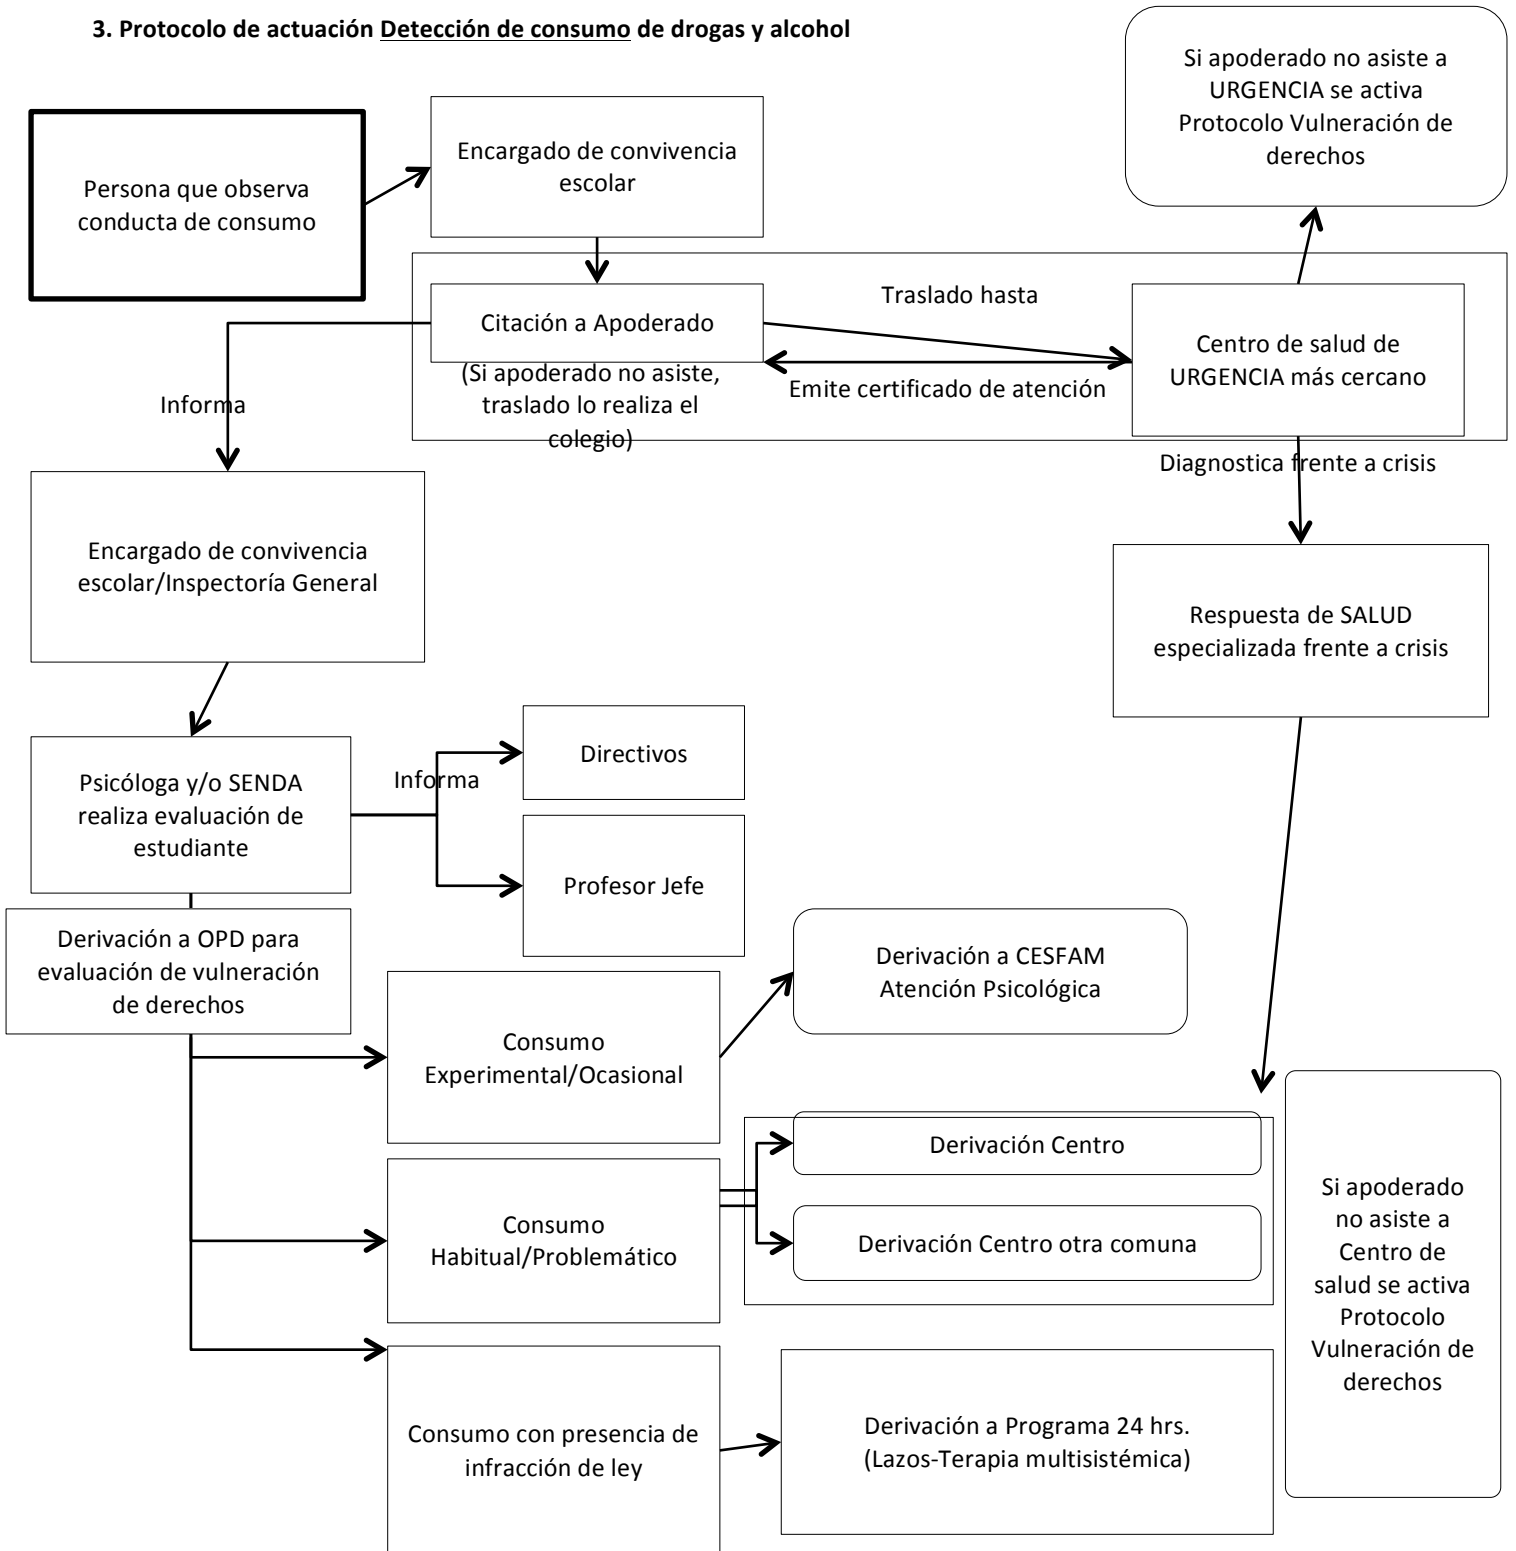 3. Protocolo de actuación Detección de consumo de drogas y alcohol
Si apoderado no asiste a
URGENCIA se activa
Protocolo Vulneración de
derechos
Persona que observa
conducta de consumo
Encargado de convivencia
escolar
Citación a Apoderado
(Si apoderado no asiste,
traslado lo realiza el
colegio)
Traslado hasta
Emite certificado de atención
Centro de salud de
URGENCIA más cercano
Informa
Diagnostica frente a crisis
Encargado de convivencia
escolar/Inspectoría General
Respuesta de SALUD
especializada frente a crisis
Psicóloga y/o SENDA
realiza evaluación de
estudiante
Informa
Directivos
Profesor Jefe
Derivación a OPD para
evaluación de vulneración
de derechos
Derivación a CESFAM
Atención Psicológica
Consumo
Experimental/Ocasional
Derivación Centro
Consumo
Habitual/Problemático
Derivación Centro otra comuna
Si apoderado
no asiste a
Centro de
salud se activa
Protocolo
Vulneración de
derechos
Consumo con presencia de
infracción de ley
Derivación a Programa 24 hrs.
(Lazos-Terapia multisistémica)